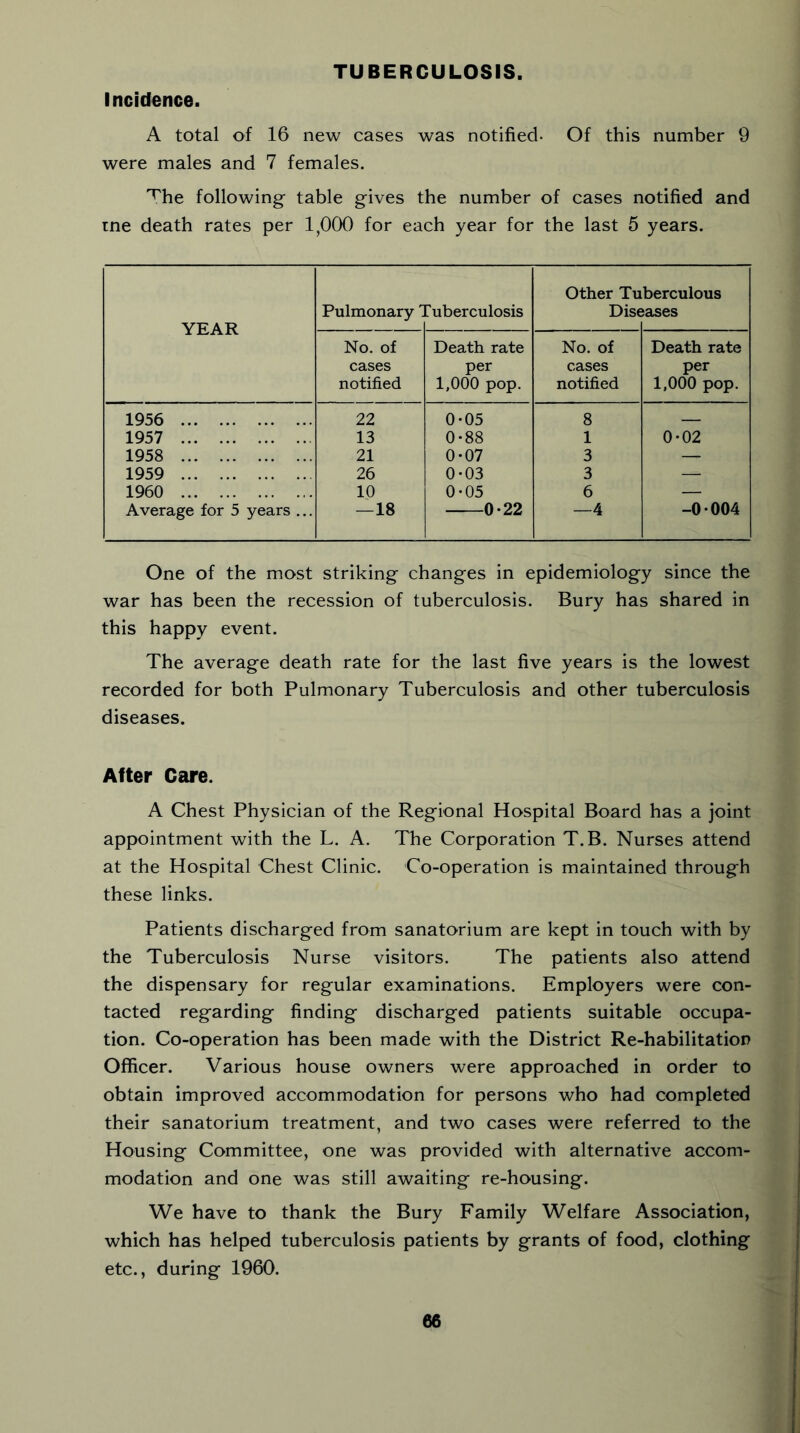 TUBERCULOSIS.
Incidence.
A total of 16 new cases was notified· Of this number 9
were males and 7 females.
The following table gives the number of cases notified and
tne death rates per 1,000 for each year for the last 5 years.
YEAR | Pulmonary Tuberculosis | Other Tuberculous Diseases
No. of cases notified | Death rate per 1,000 pop. | No. of cases notified | Death rate per 1,000 pop.
1956 ... ... ... ... 22 0·05 8 —
1957 ... ... ... ... 13 0·88 1 0·02
1958 ... ... ... ... 21 0·07 3 —
1959 ... ... ... ... 26 0·03 3 —
1960 ... ... ... ... 10 0·05 6 —
Average for 5 years ... —18 —0·22 —4 -0·004
One of the most striking changes in epidemiology since the
war has been the recession of tuberculosis. Bury has shared in
this happy event.
The average death rate for the last five years is the lowest
recorded for both Pulmonary Tuberculosis and other tuberculosis
diseases.
After Care.
A Chest Physician of the Regional Hospital Board has a joint
appointment with the L. A. The Corporation T.B. Nurses attend
at the Hospital Chest Clinic. Co-operation is maintained through
these links.
Patients discharged from sanatorium are kept in touch with by
the Tuberculosis Nurse visitors. The patients also attend
the dispensary for regular examinations. Employers were con-
tacted regarding finding discharged patients suitable occupa-
tion. Co-operation has been made with the District Re-habilitation
Officer. Various house owners were approached in order to
obtain improved accommodation for persons who had completed
their sanatorium treatment, and two cases were referred to the
Housing Committee, one was provided with alternative accom-
modation and one was still awaiting re-housing.
We have to thank the Bury Family Welfare Association,
which has helped tuberculosis patients by grants of food, clothing
etc., during 1960.
66